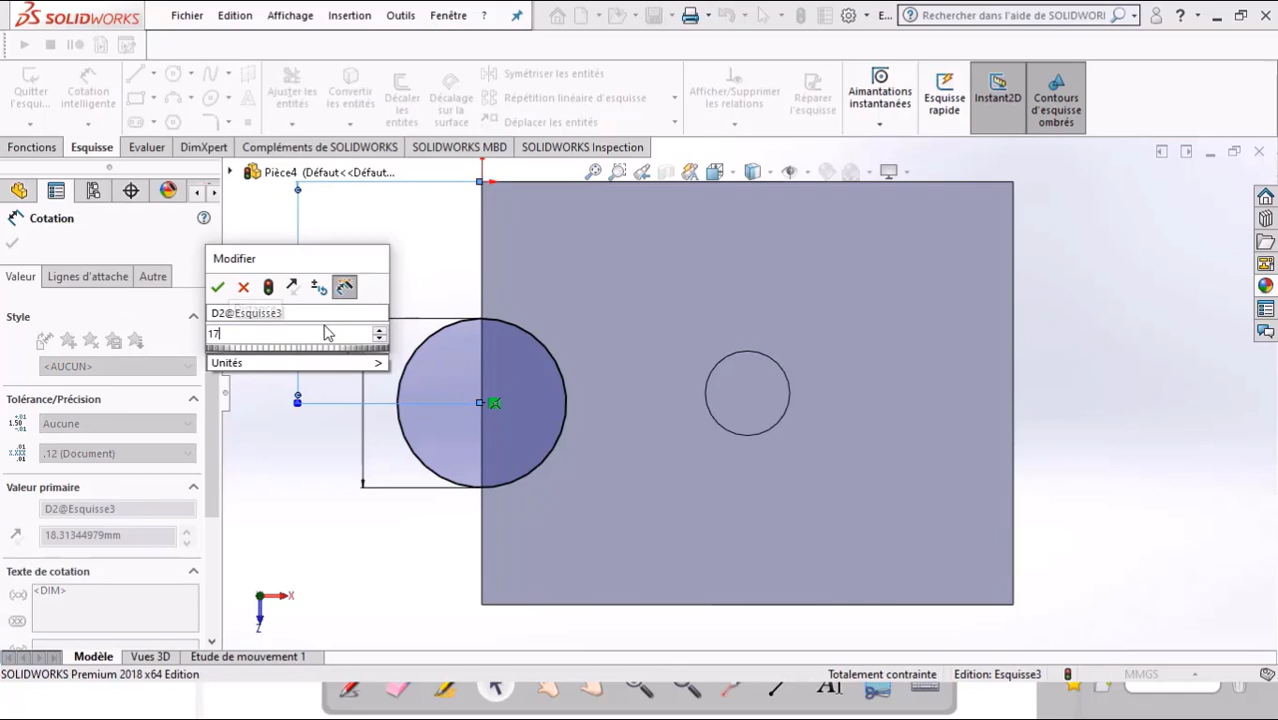 SOLIDWORKS
Fichier Edition Affichage Insertion Outils Fenêtre ?
E...
Rechercher dans l'aide de SOLIDWORI
?
Quitter l'esqui...
Cotation intelligente
Ajuster les entités
Convertir les entités
Décaler les entités
Décalage sur la surface
Symétriser les entités
Répétition linéaire d'esquisse
Déplacer les entités
Afficher/Supprimer les relations
Réparer l'esquisse
Aimantations instantanées
Esquisse rapide
Instant2D
Contours d'esquisse ombrés
Fonctions Esquisse Evaluer DimXpert Compléments de SOLIDWORKS SOLIDWORKS MBD SOLIDWORKS Inspection
Pièce4 (Défaut<<Défaut...
Cotation
?
Valeur Lignes d'attache Autre
Style
<AUCUN>
Tolérance/Précision
Aucune
.12 (Document)
Valeur primaire
D2@Esquisse3
18.31344979mm
Texte de cotation
<DIM>
Modifier
D2@Esquisse3
17
Unités >
X
Z
Modèle Vues 3D Etude de mouvement 1
SOLIDWORKS Premium 2018 x64 Edition
Totalement contrainte
Edition: Esquisse3
MMGS